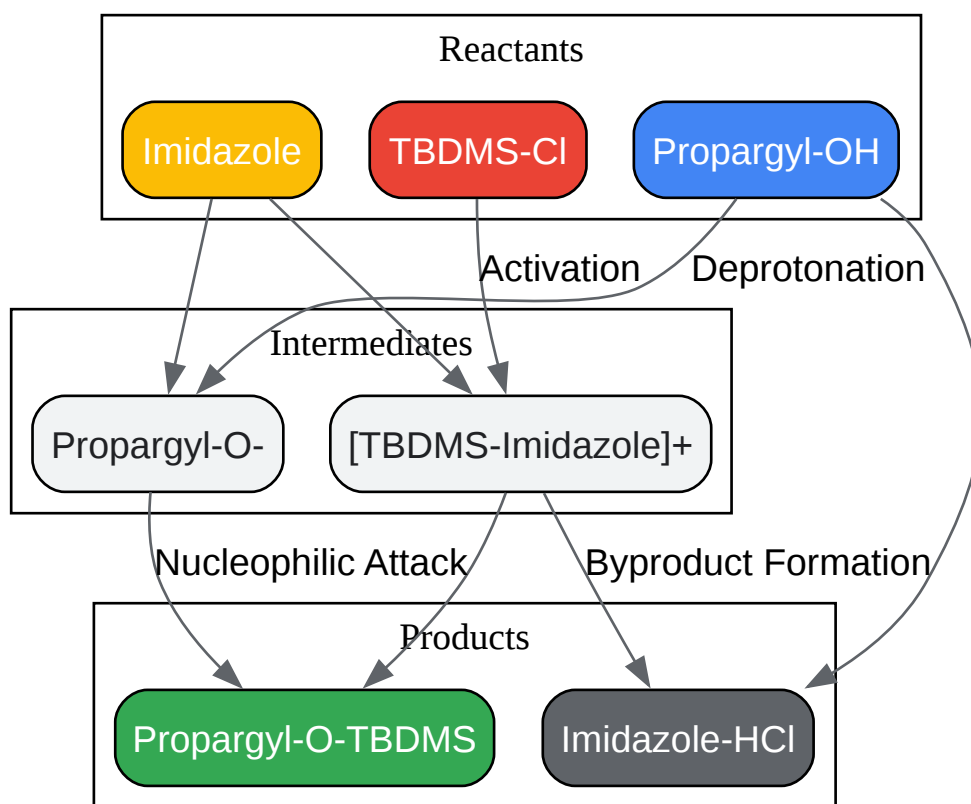 Reactants
Imidazole
TBDMS-Cl
Propargyl-OH
Activation
Deprotonation
Intermediates
Propargyl-O-
[TBDMS-Imidazole]+
Nucleophilic Attack
Byproduct Formation
Products
Propargyl-O-TBDMS
Imidazole-HCl